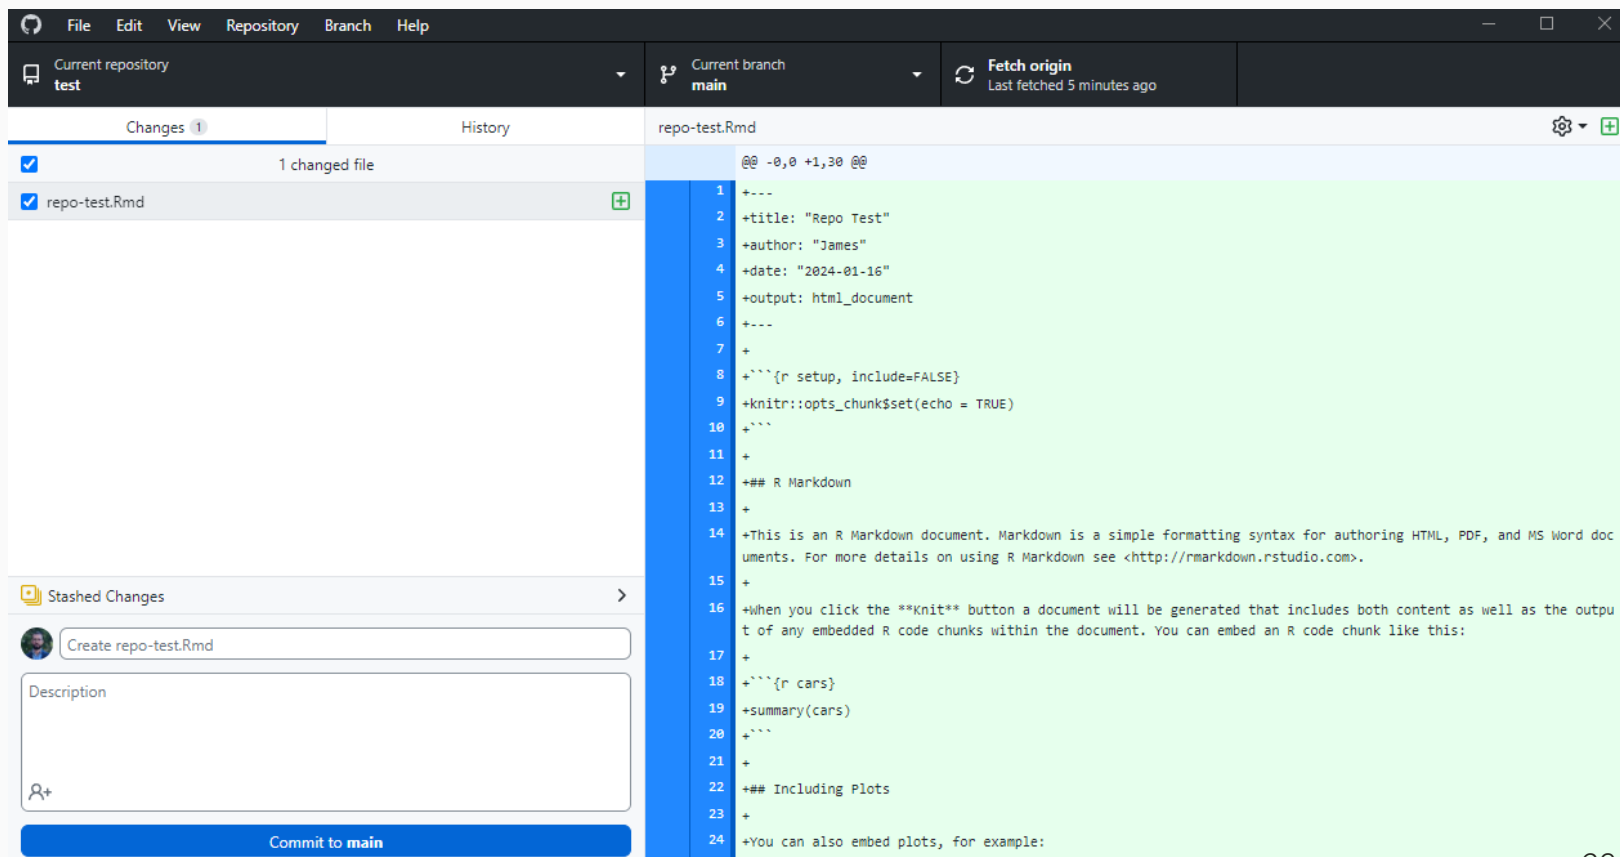 File Edit View Repository Branch Help
Current repository
test
Current branch
main
Fetch origin
Last fetched 5 minutes ago
Changes 1
History
1 changed file
repo-test.Rmd
Stashed Changes
Create repo-test.Rmd
Description
Commit to main
repo-test.Rmd
@@ -0,0 +1,30 @@
1 +---
2 +title: "Repo Test"
3 +author: "James"
4 +date: "2024-01-16"
5 +output: html_document
6 +---
7 +
8 +```{r setup, include=FALSE}
9 +knitr::opts_chunk$set(echo = TRUE)
10 +```
11 +
12 +## R Markdown
13 +
14 +This is an R Markdown document. Markdown is a simple formatting syntax for authoring HTML, PDF, and MS Word doc
uments. For more details on using R Markdown see <http://rmarkdown.rstudio.com>.
15 +
16 +When you click the **Knit** button a document will be generated that includes both content as well as the outpu
t of any embedded R code chunks within the document. You can embed an R code chunk like this:
17 +
18 +```{r cars}
19 +summary(cars)
20 +```
21 +
22 +## Including Plots
23 +
24 +You can also embed plots, for example: